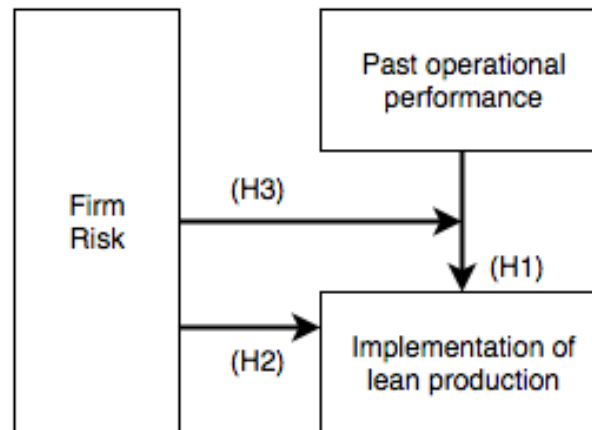 Past operational
performance
(H3)
Firm
Risk
(H1)
(H2)
Implementation of
lean production